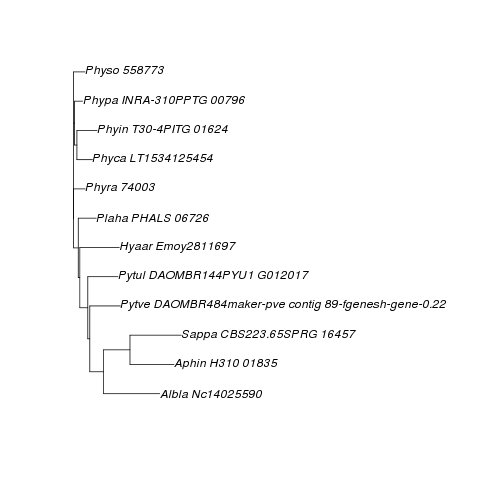 Physo 558773
Phypa INRA-310PPTG 00796
Phyin T30-4PITG 01624
Phyca LT1534125454
Phyra 74003
Plaha PHALS 06726
Hyaar Emoy2811697
Pytul DAOMBR144PYU1 G012017
Pytve DAOMBR484maker-pve contig 89-fgenesh-gene-0.22
Sappa CBS223.65SPRG 16457
Aphin H310 01835
Albla Nc14025590